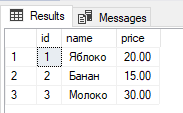 Results Messages
id name price
1 1 Яблоко 20.00
2 2 Банан 15.00
3 3 Молоко 30.00